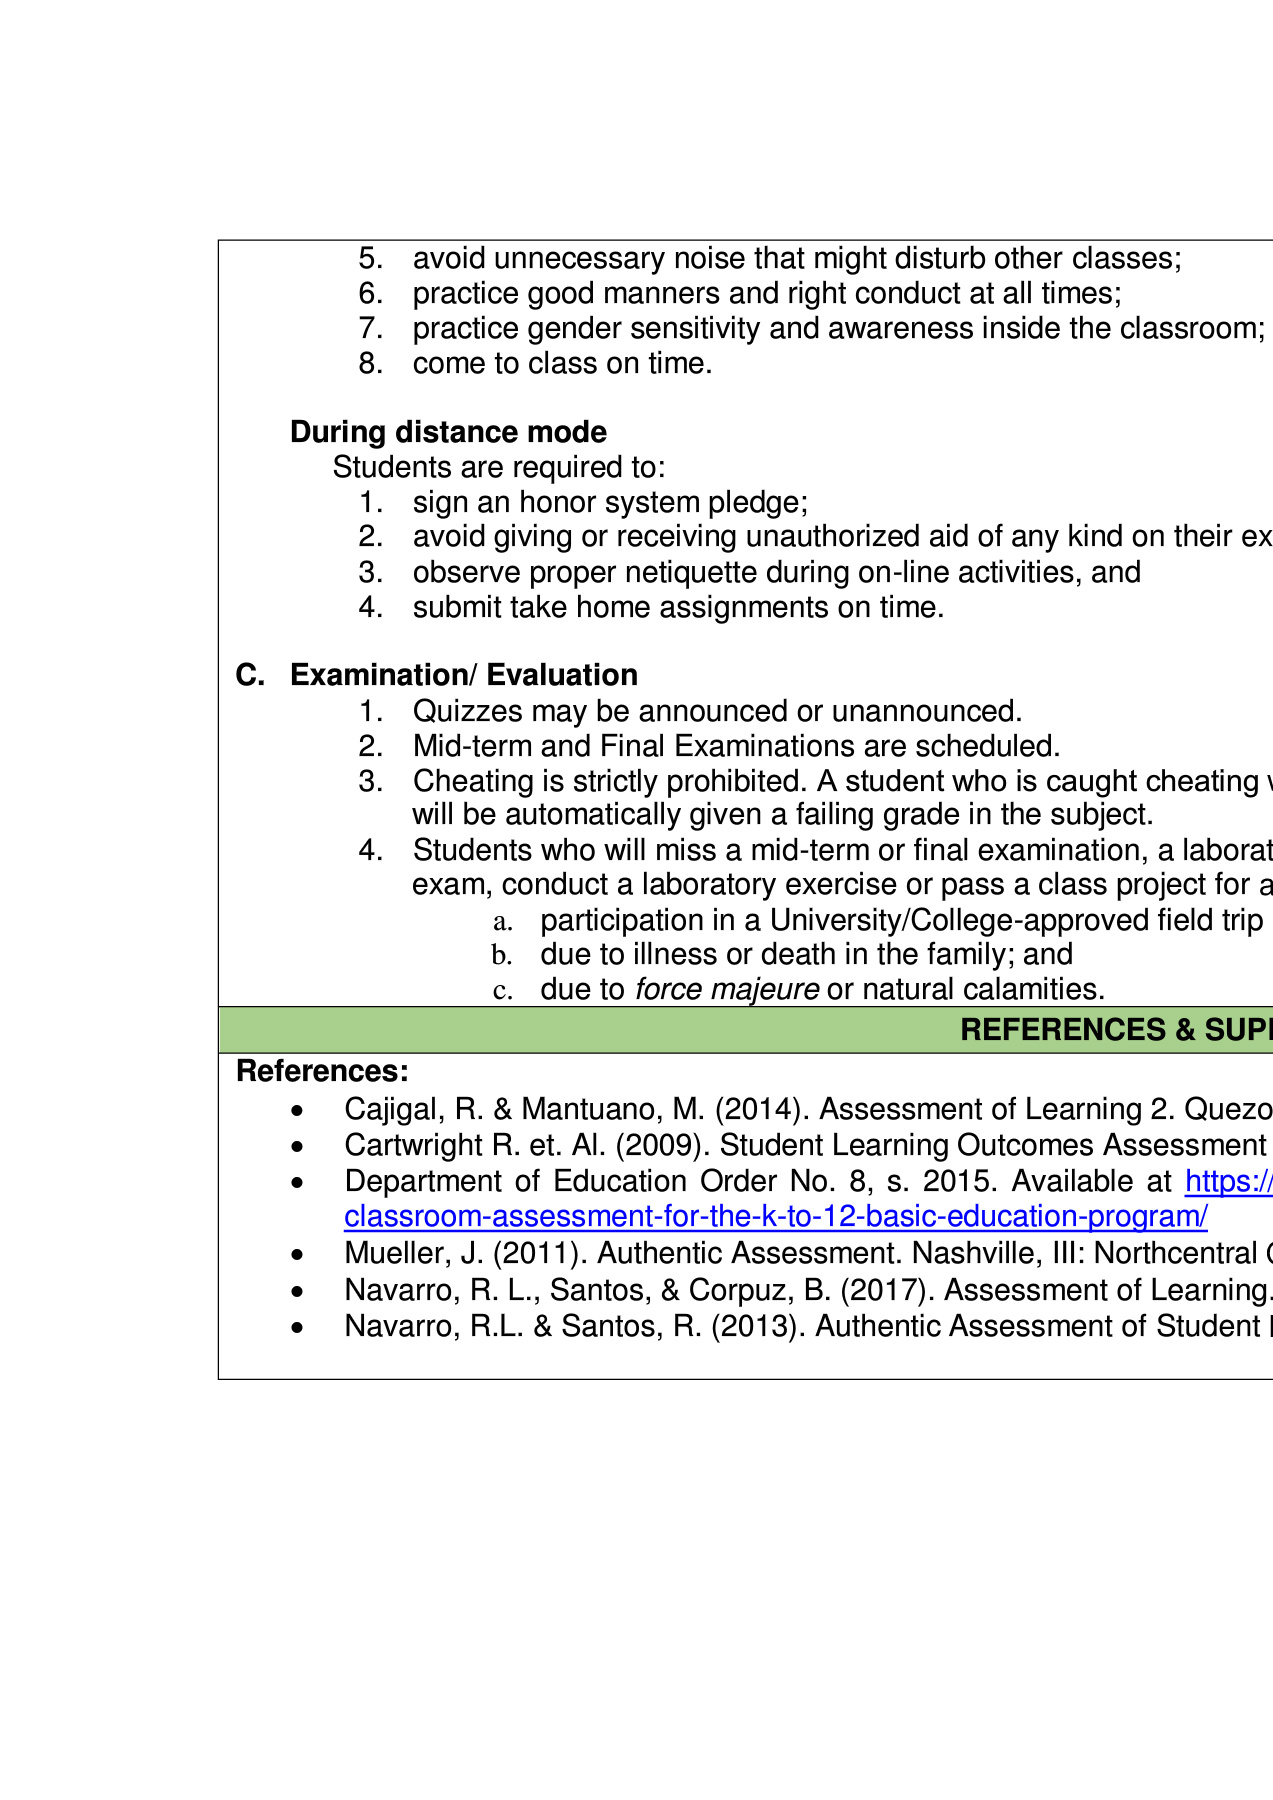 5. avoid unnecessary noise that might disturb other classes;
6. practice good manners and right conduct at all times;
7. practice gender sensitivity and awareness inside the classroom;
8. come to class on time.
During distance mode
Students are required to:
1. sign an honor system pledge;
2. avoid giving or receiving unauthorized aid of any kind on their
3. observe proper netiquette during on-line activities, and
4. submit take home assignments on time.
C. Examination/ Evaluation
1. Quizzes may be announced or unannounced.
2. Mid-term and Final Examinations are scheduled.
3. Cheating is strictly prohibited. A student who is caught cheating
will be automatically given a failing grade in the subject.
4. Students who will miss a mid-term or final examination, a
exam, conduct a laboratory exercise or pass a class project for
a. participation in a University/College-approved field trip
b. due to illness or death in the family; and
c. due to force majeure or natural calamities.
REFERENCES &
References:
• Cajigal, R. & Mantuano, M. (2014). Assessment of Learning 2.
• Cartwright R. et. Al. (2009). Student Learning Outcomes Assessment
• Department of Education Order No. 8, s. 2015. Available at https://
classroom-assessment-for-the-k-to-12-basic-education-program/
• Mueller, J. (2011). Authentic Assessment. Nashville, III: Northcentral
• Navarro, R. L., Santos, & Corpuz, B. (2017). Assessment of Learning.
• Navarro, R.L. & Santos, R. (2013). Authentic Assessment of Student